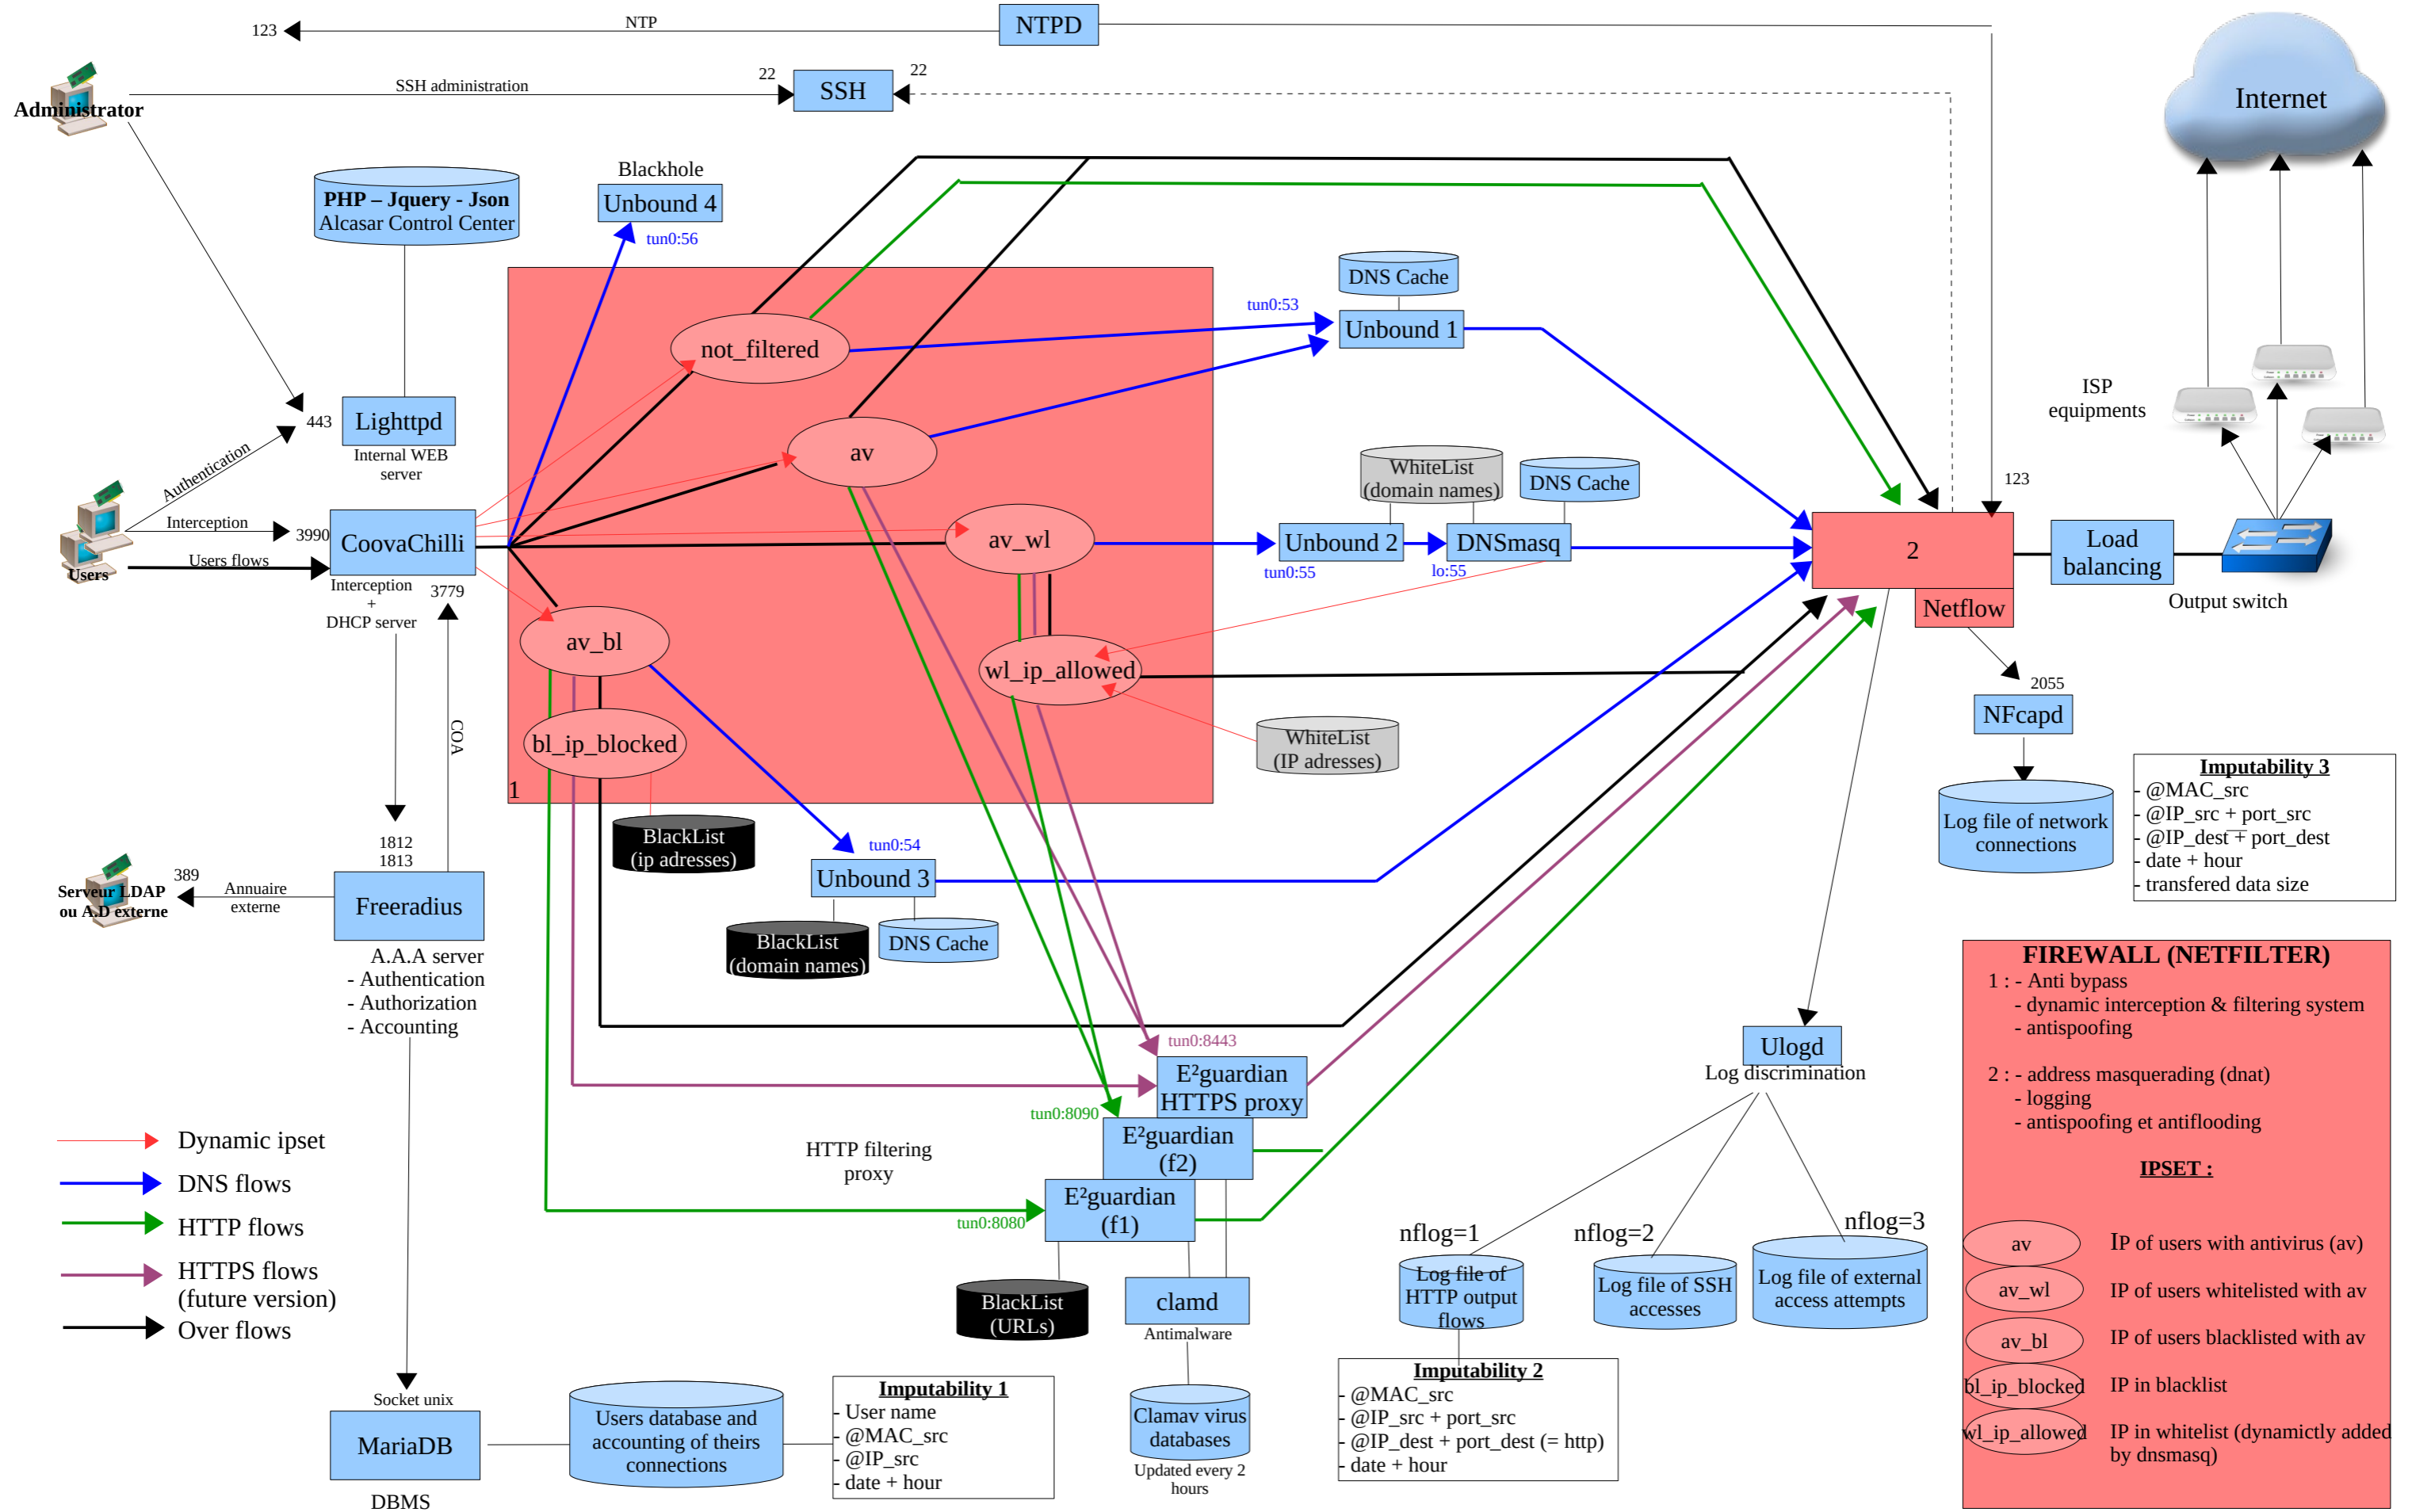 NTPD
NTP
123
SSH administration
22
SSH
22
Internet
Administrator
PHP – Jquery - Json
Alcasar Control Center
Blackhole
Unbound 4
tun0:56
DNS Cache
tun0:53
Unbound 1
not_filtered
ISP
equipments
443
Lighttpd
Internal WEB
server
Authentication
av
WhiteList
(domain names)
DNS Cache
123
Interception
3990
CoovaChilli
Users flows
Users
Interception
+
DHCP server
3779
av_wl
Unbound 2
tun0:55
DNSmasq
lo:55
2
Netflow
Load
balancing
Output switch
av_bl
wl_ip_allowed
2055
NFcapd
COA
bl_ip_blocked
WhiteList
(IP adresses)
1
Imputability 3
- @MAC_src
- @IP_src + port_src
- @IP_dest + port_dest
- date + hour
- transfered data size
Log file of network
connections
BlackList
(ip adresses)
tun0:54
Unbound 3
1812
1813
389
Annuaire
externe
Serveur LDAP
ou A.D externe
Freeradius
A.A.A server
- Authentication
- Authorization
- Accounting
BlackList
(domain names)
DNS Cache
FIREWALL (NETFILTER)
1 : - Anti bypass
- dynamic interception & filtering system
- antispoofing
2 : - address masquerading (dnat)
- logging
- antispoofing et antiflooding
IPSET :
av
IP of users with antivirus (av)
av_wl
IP of users whitelisted with av
av_bl
IP of users blacklisted with av
bl_ip_blocked
IP in blacklist
wl_ip_allowed
IP in whitelist (dynamictly added
by dnsmasq)
tun0:8443
E²guardian
HTTPS proxy
tun0:8090
E²guardian
(f2)
HTTP filtering
proxy
E²guardian
(f1)
tun0:8080
Ulogd
Log discrimination
Dynamic ipset
DNS flows
HTTP flows
HTTPS flows
(future version)
Over flows
nflog=1
nflog=2
nflog=3
Log file of
HTTP output
flows
Log file of SSH
accesses
Log file of external
access attempts
BlackList
(URLs)
clamd
Antimalware
Clamav virus
databases
Updated every 2
hours
Imputability 2
- @MAC_src
- @IP_src + port_src
- @IP_dest + port_dest (= http)
- date + hour
Socket unix
MariaDB
DBMS
Users database and
accounting of theirs
connections
Imputability 1
- User name
- @MAC_src
- @IP_src
- date + hour